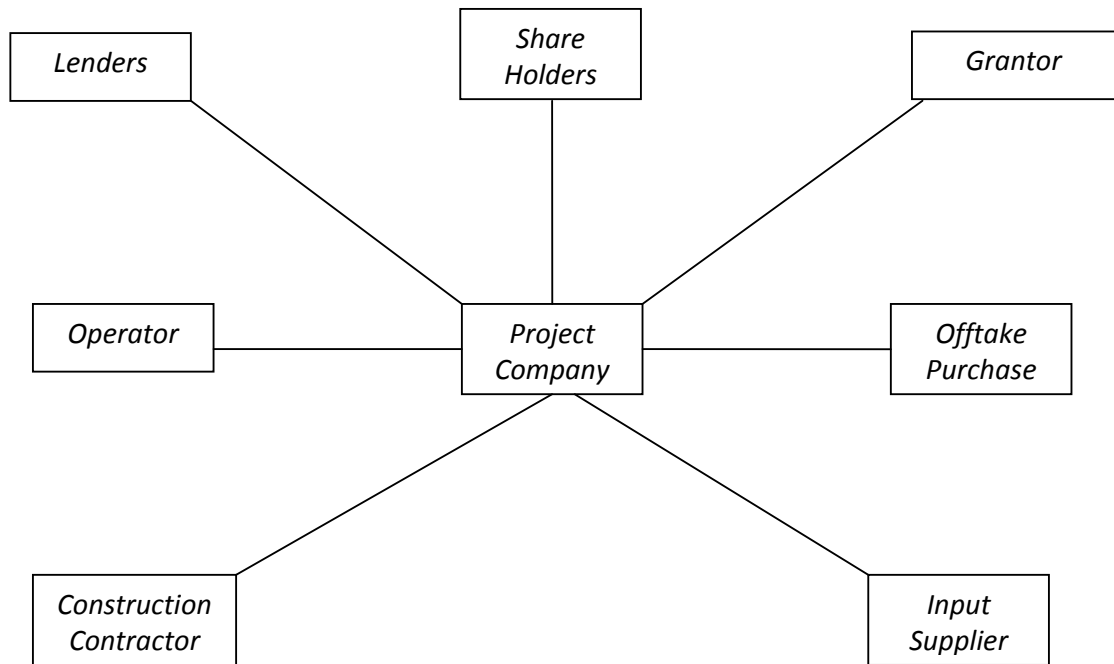 Lenders
Share
Holders
Grantor
Operator
Project
Company
Offtake
Purchase
Construction
Contractor
Input
Supplier